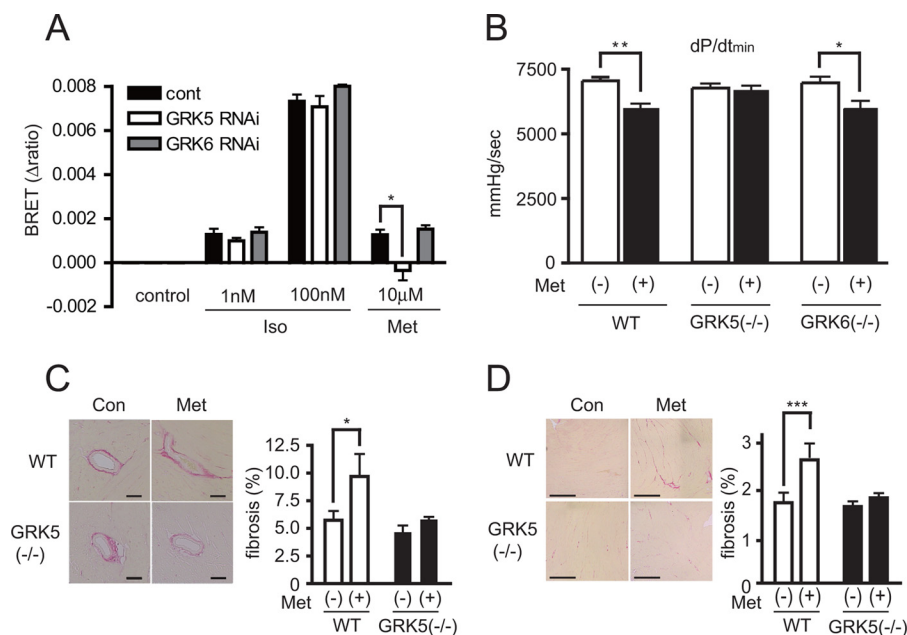 A
BRET (Δratio)
0.008
0.006
0.004
0.002
0.000
-0.002
cont
GRK5 RNAi
GRK6 RNAi
*
control
1nM
100nM
10µM
Iso
Met
B
dP/dtmin
mmHg/sec
7500
5000
2500
0
**
*
Met
(-)
(+)
(-)
(+)
(-)
(+)
WT
GRK5(-/-)
GRK6(-/-)
C
Con
Met
WT
GRK5
(-/-)
fibrosis (%)
12.5
10.0
7.5
5.0
2.5
0
*
Met
(-)
(+)
(-)
(+)
WT
GRK5(-/-)
D
Con
Met
WT
GRK5
(-/-)
fibrosis (%)
3
2
1
0
***
Met
(-)
(+)
(-)
(+)
WT
GRK5(-/-)